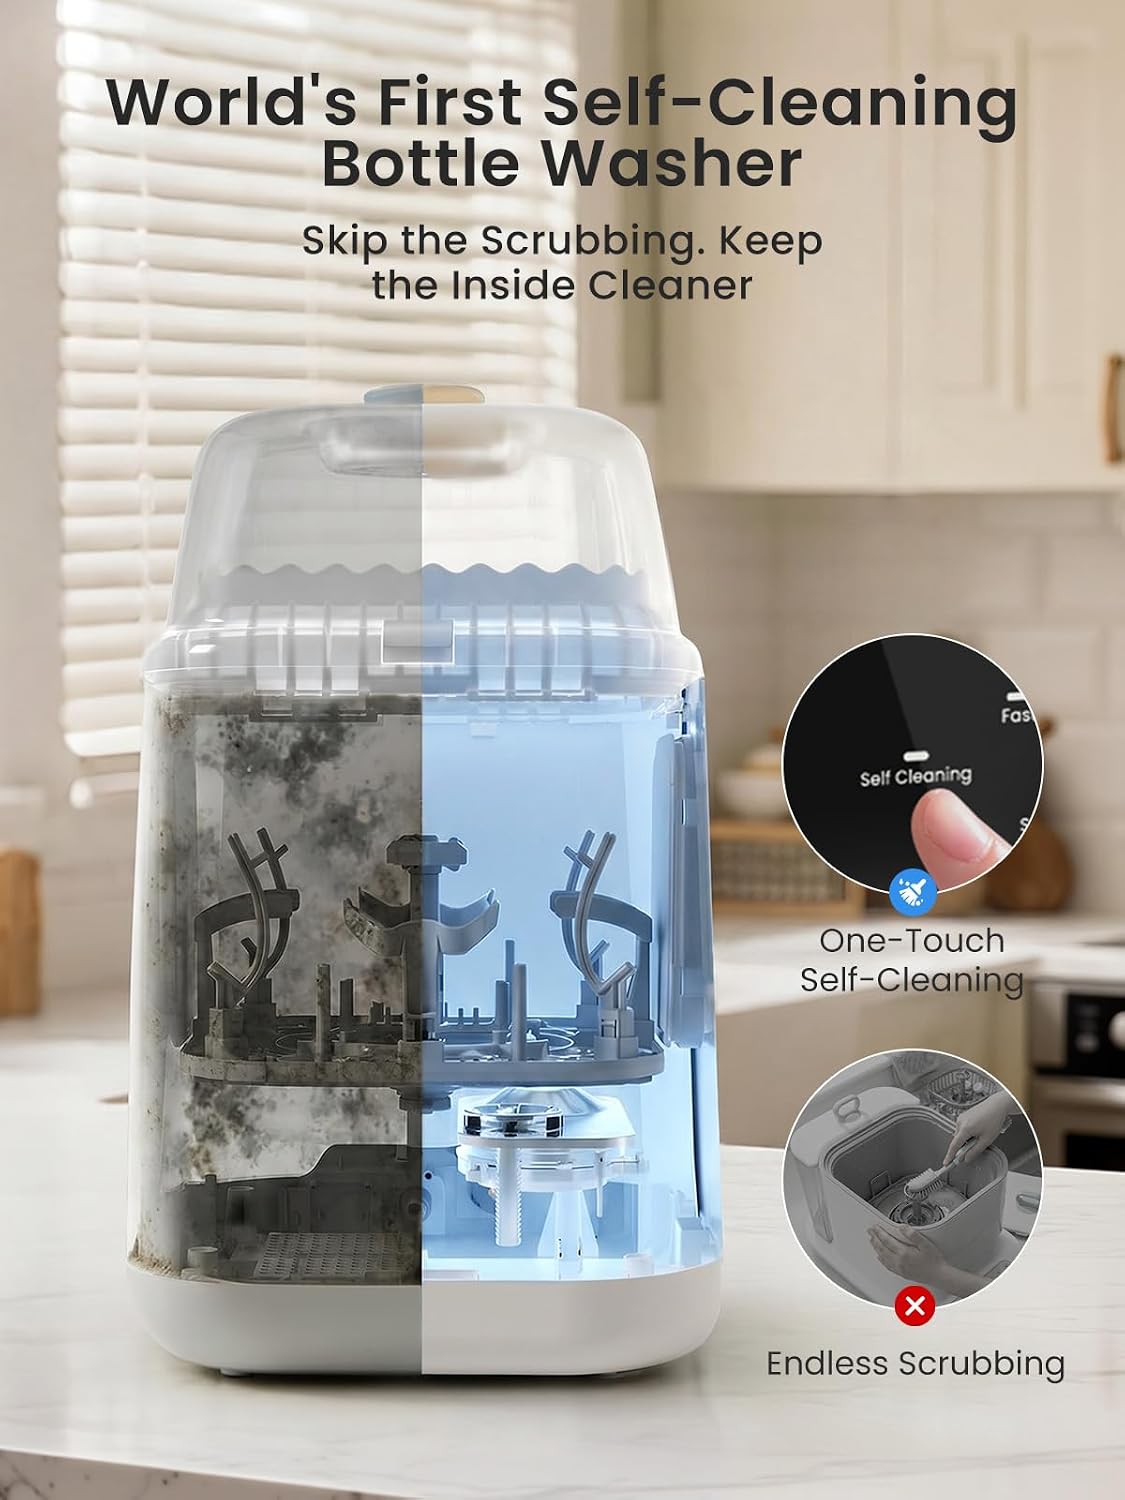 World's First Self-Cleaning
Bottle Washer
Skip the Scrubbing. Keep
the Inside Cleaner
Self Cleaning
One-Touch
Self-Cleaning
Endless Scrubbing